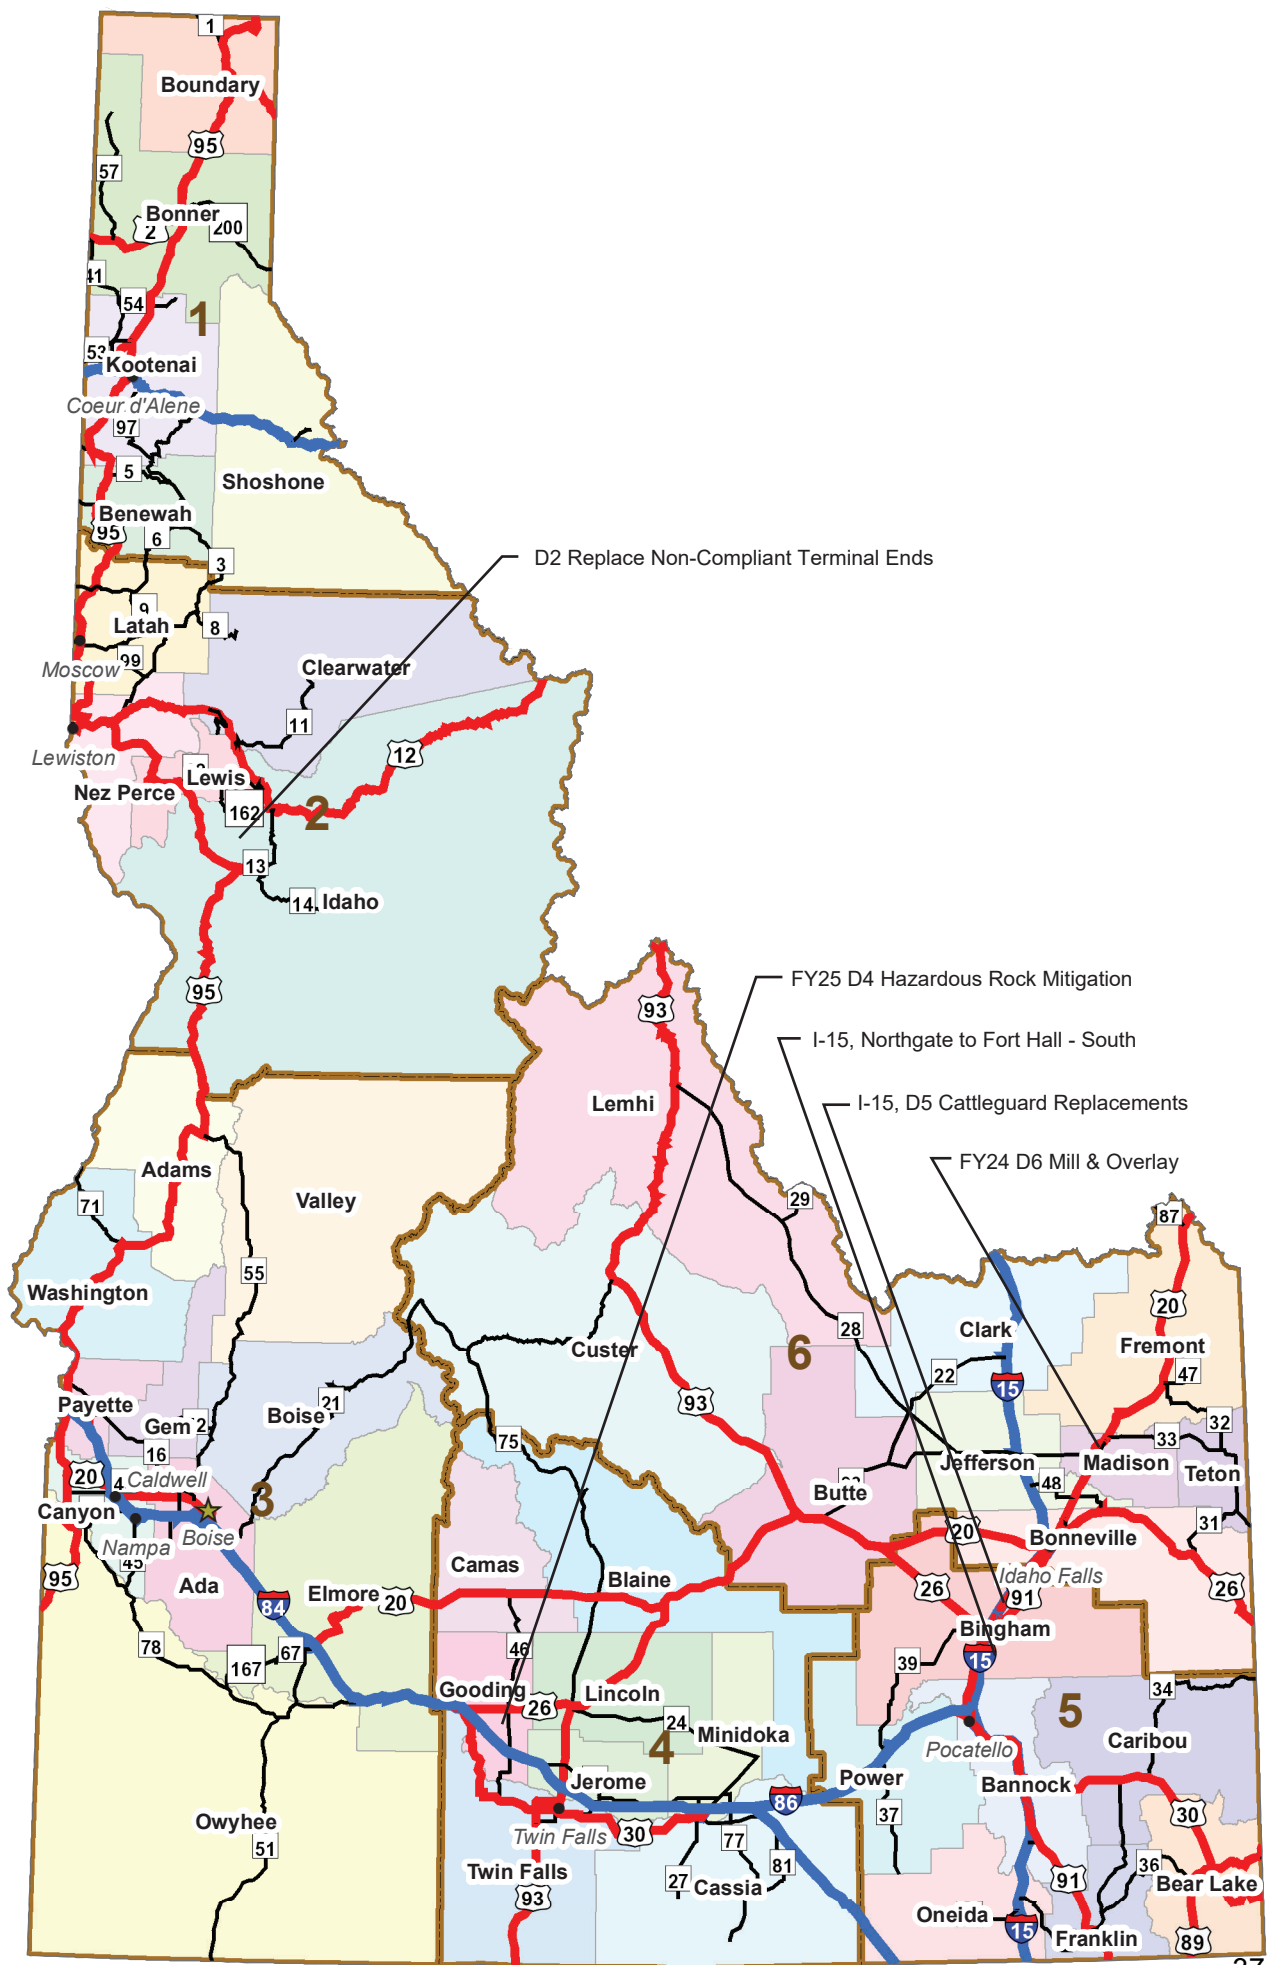 1
Boundary
95
57
Bonner
2
200
41
54
1
53
Kootenai
Coeur d'Alene
97
5
Shoshone
Benewah
95
6
3
D2 Replace Non-Compliant Terminal Ends
9
Latah
8
99
Moscow
Clearwater
11
12
Lewiston
Lewis
Nez Perce
162
2
13
14
Idaho
95
FY25 D4 Hazardous Rock Mitigation
93
I-15, Northgate to Fort Hall - South
Lemhi
I-15, D5 Cattleguard Replacements
FY24 D6 Mill & Overlay
Adams
71
Valley
29
87
55
Washington
20
28
Clark
Custer
6
Fremont
22
47
15
93
Payette
21
Boise
Gem
32
75
16
33
Jefferson
Madison
Teton
20
4
Caldwell
48
Butte
3
Canyon
31
20
Bonneville
Boise
Nampa
45
Camas
Blaine
Idaho Falls
95
Ada
Elmore
20
26
91
26
84
Bingham
78
67
46
15
167
39
34
Gooding
Lincoln
26
24
5
4
Minidoka
Caribou
Pocatello
Jerome
Power
Bannock
86
37
30
Owyhee
Twin Falls
30
77
51
81
36
Twin Falls
27
Cassia
91
Bear Lake
93
Oneida
15
Franklin
89